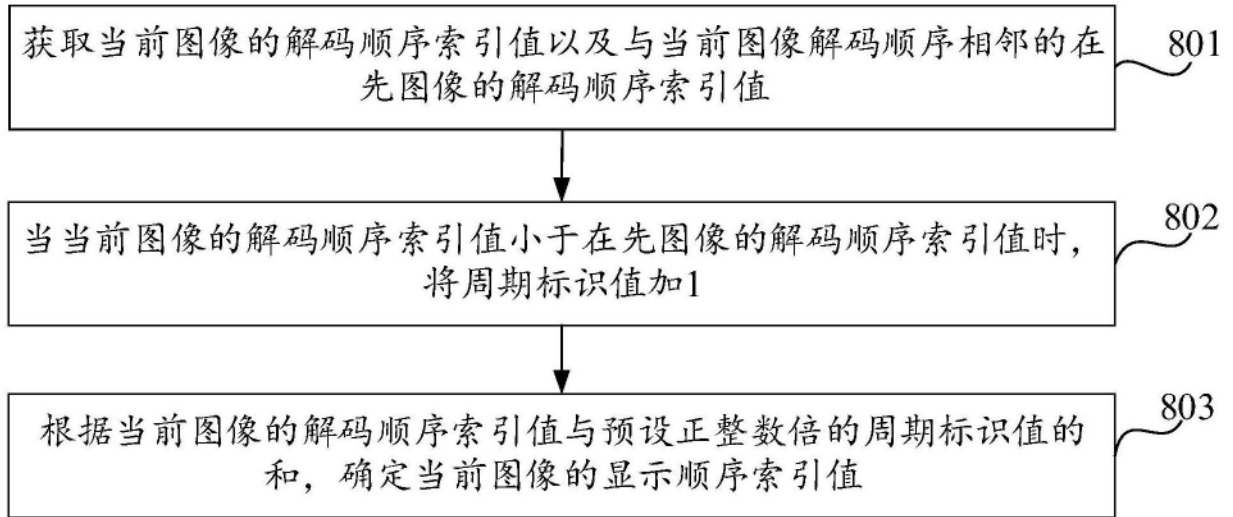 获取当前图像的解码顺序索引值以及与当前图像解码顺序相邻的在
先图像的解码顺序索引值
801
当当前图像的解码顺序索引值小于在先图像的解码顺序索引值时，
将周期标识值加1
802
根据当前图像的解码顺序索引值与预设正整数倍的周期标识值的
和，确定当前图像的显示顺序索引值
803